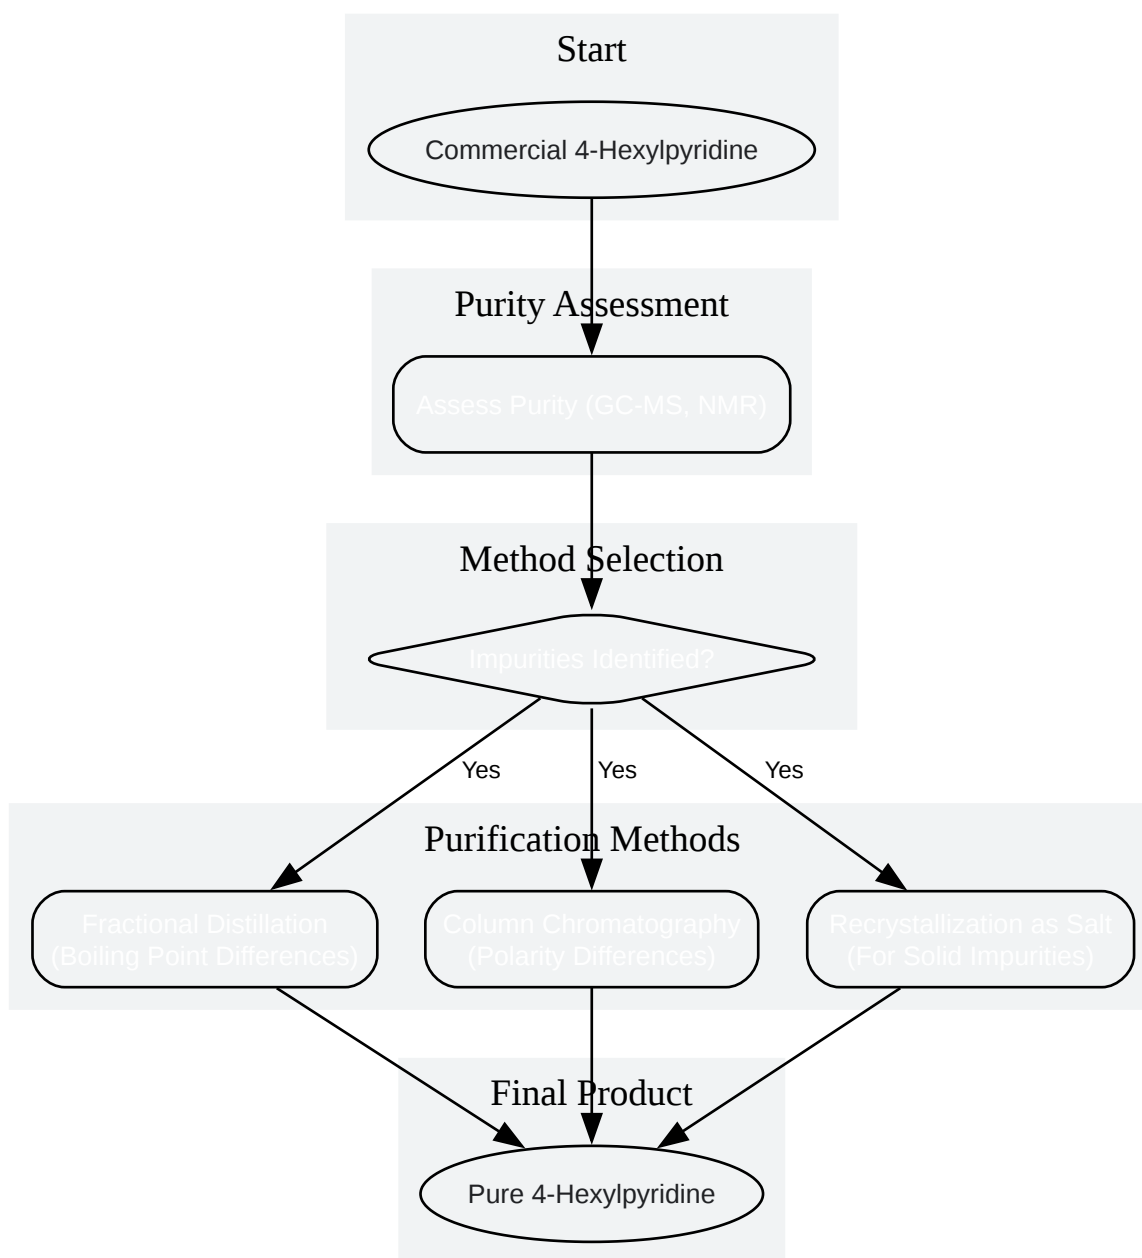 Start
Commercial 4-Hexylpyridine
Purity Assessment
Assess Purity (GC-MS, NMR)
Method Selection
Impurities Identified?
Yes
Yes
Yes
Purification Methods
Fractional Distillation
(Boiling Point Differences)
Column Chromatography
(Polarity Differences)
Recrystallization as Salt
(For Solid Impurities)
Final Product
Pure 4-Hexylpyridine